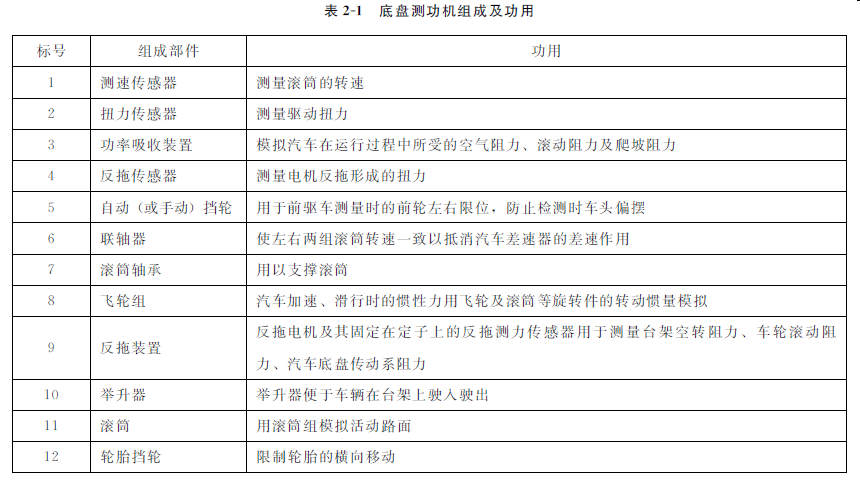 表 2-1 底盘测功机组成及功用
标号 组成部件 功用
1 测速传感器 测量滚筒的转速
2 扭力传感器 测量驱动扭力
3 功率吸收装置 模拟汽车在运行过程中所受的空气阻力、滚动阻力及爬坡阻力
4 反拖传感器 测量电机反拖形成的扭力
5 自动（或手动）挡轮 用于前驱车测量时的前轮左右限位，防止检测时车头偏摆
6 联轴器 使左右两组滚筒转速一致以抵消汽车差速器的差速作用
7 滚筒轴承 用以支撑滚筒
8 飞轮组 汽车加速、滑行时的惯性力用飞轮及滚筒等旋转件的转动惯量模拟
9 反拖装置 反拖电机及其固定在定子上的反拖测力传感器用于测量台架空转阻力、车轮滚动阻
力、汽车底盘传动系阻力
10 举升器 举升器便于车辆在台架上驶入驶出
11 滚筒 用滚筒组模拟活动路面
12 轮胎挡轮 限制轮胎的横向移动